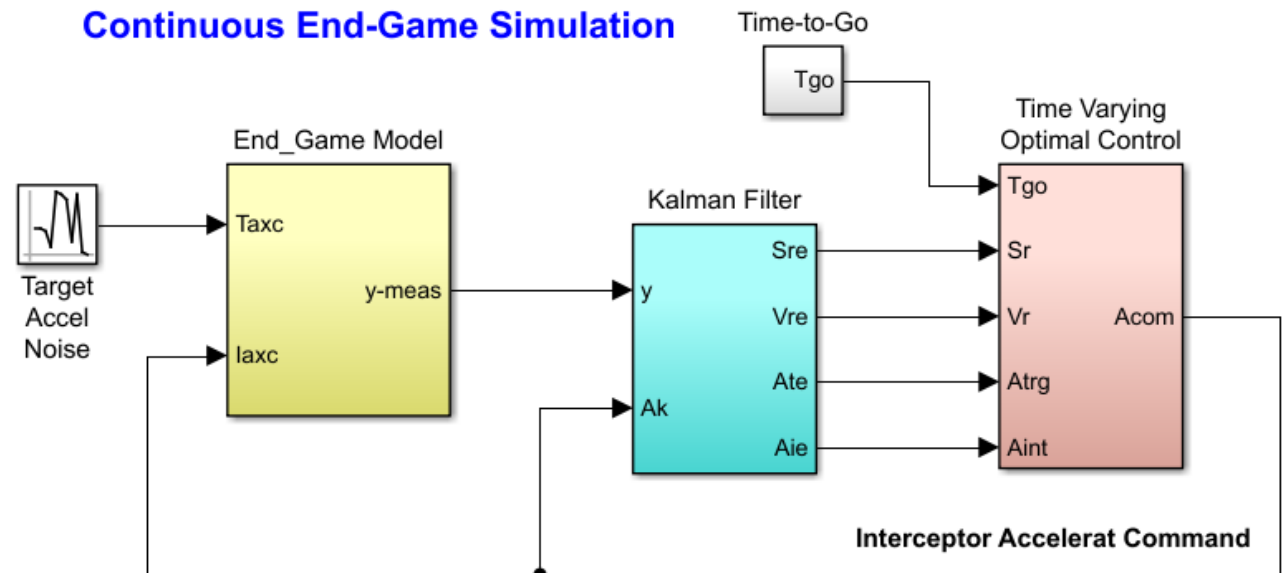 Continuous End-Game Simulation
Time-to-Go
Tgo
End_Game Model
Taxc
y-meas
Iaxc
Target
Accel
Noise
Kalman Filter
y
Ak
Sre
Vre
Ate
Aie
Time Varying
Optimal Control
Tgo
Sr
Vr
Atrg
Aint
Acom
Interceptor Accelerat Command